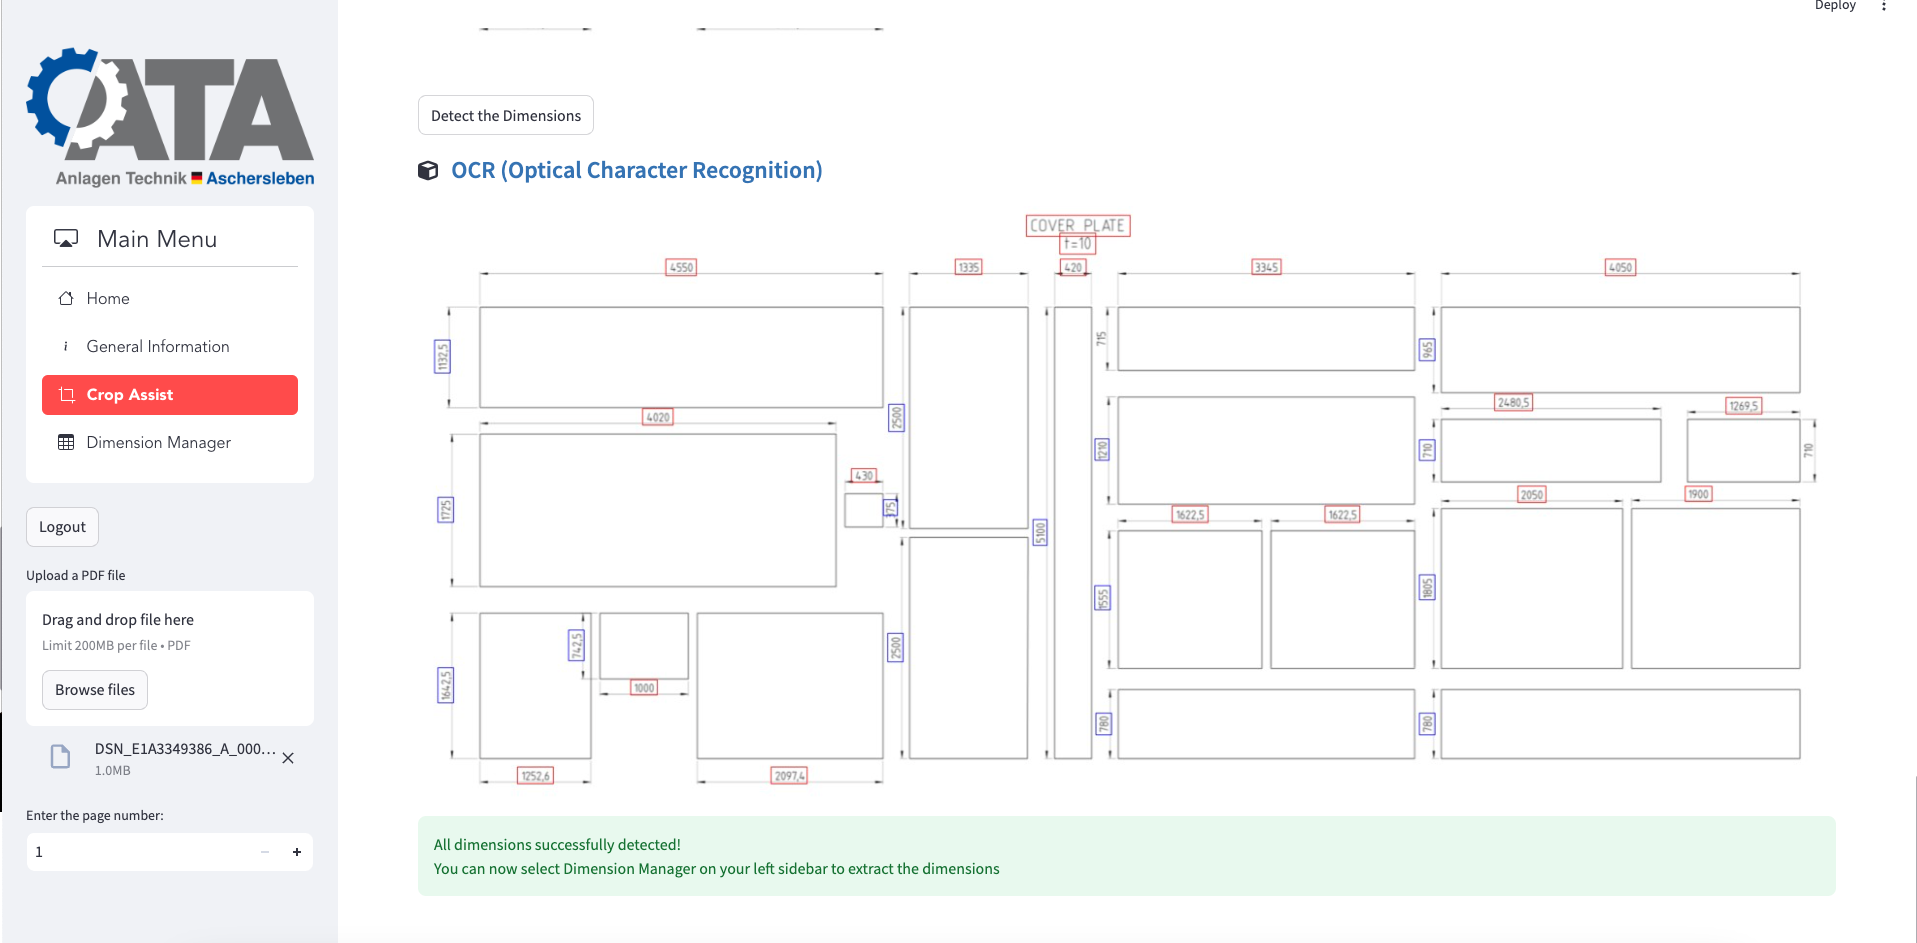 Deploy
ATA
Anlagen Technik Aschersleben
Main Menu
Home
General Information
Crop Assist
Dimension Manager
Logout
Upload a PDF file
Drag and drop file here
Limit 200MB per file • PDF
Browse files
DSN_E1A3349386_A_000...
1.0MB
Enter the page number:
1
Detect the Dimensions
OCR (Optical Character Recognition)
COVER PLATE
t=10
4550
1335
420
3345
4050
1132,5
715
965
4020
2500
2480,5
1269,5
1210
710
710
430
375
1725
2050
1900
1622,5
1622,5
5100
1555
1805
742,5
2500
1642,5
1000
780
780
1252,6
2097,4
All dimensions successfully detected!
You can now select Dimension Manager on your left sidebar to extract the dimensions